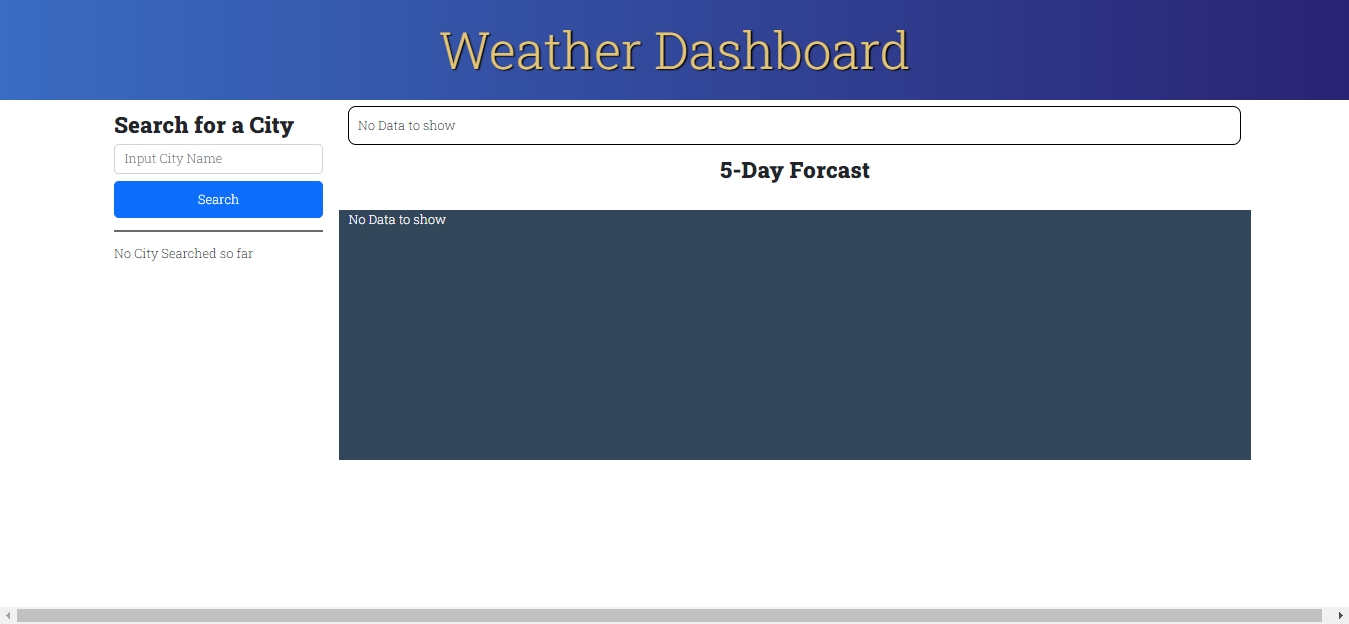 Weather Dashboard
Search for a City
Input City Name
Search
No City Searched so far
No Data to show
5-Day Forcast
No Data to show